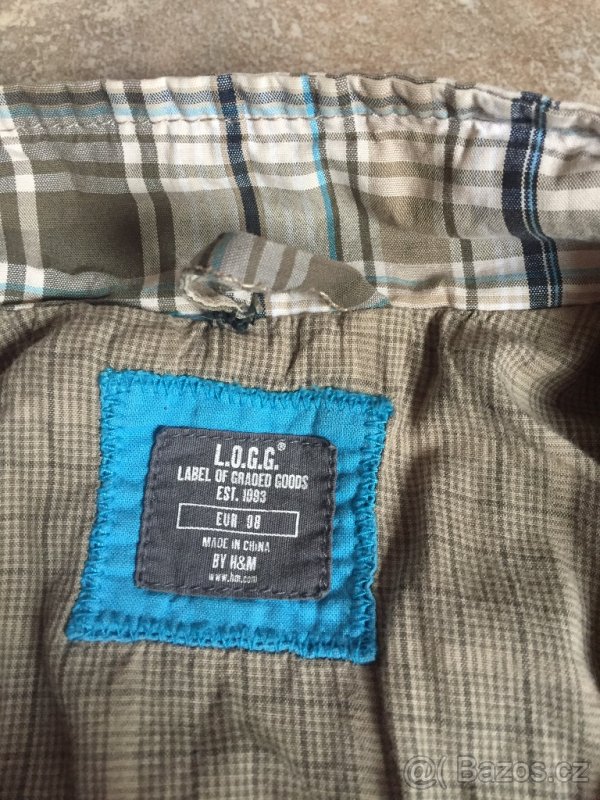 L.O.G.G.®
LABEL OF GRADED GOODS
EST. 1993
EUR 98
MADE IN CHINA
BY H&M
www.hm.com
@( Bazos.cz